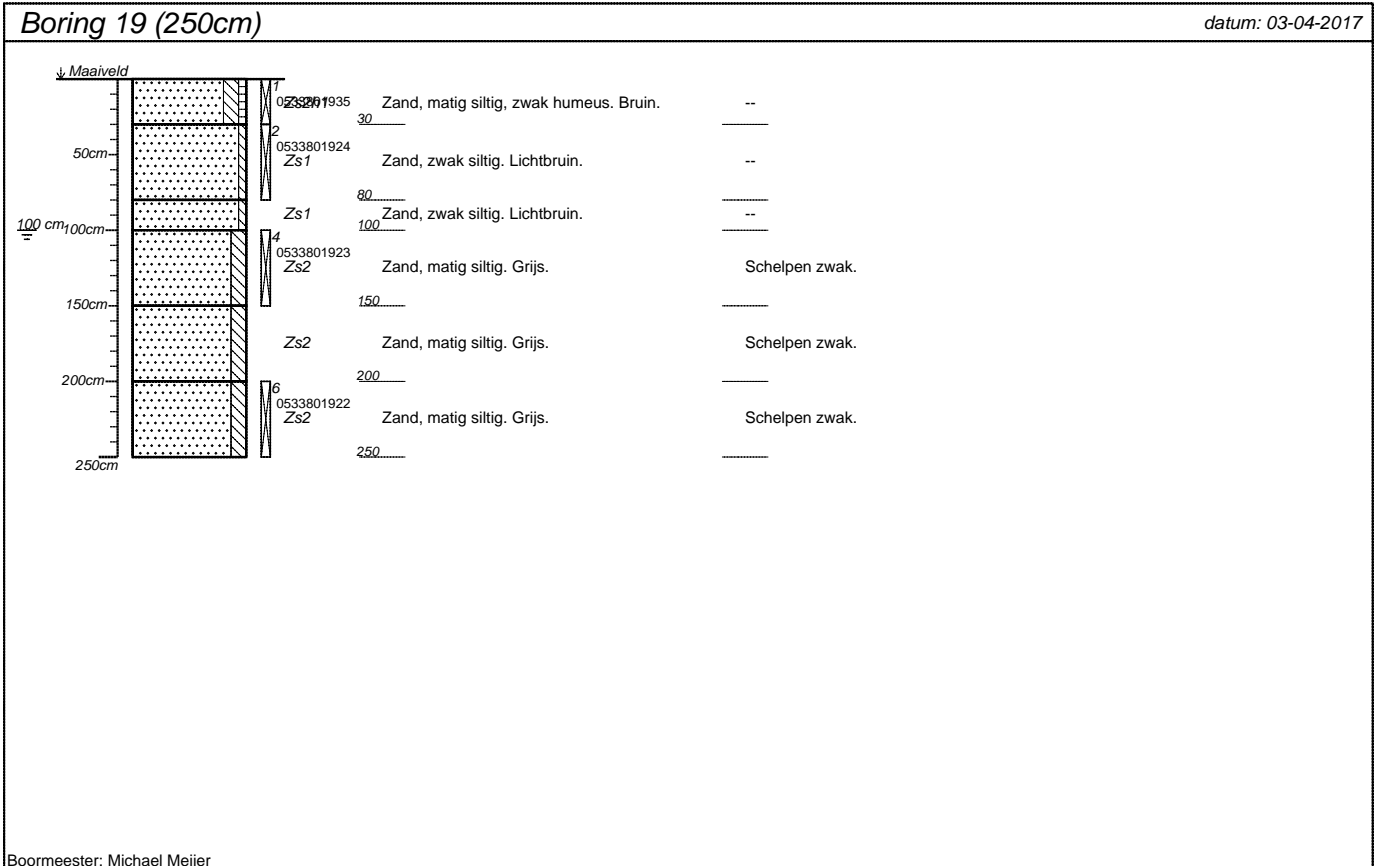 Boring 19 (250cm)
datum: 03-04-2017
Maaiveld
1
0533801935
Zs2h1
Zand, matig siltig, zwak humeus. Bruin.
--
30
2
0533801924
50cm
Zs1
Zand, zwak siltig. Lichtbruin.
--
80
Zs1
Zand, zwak siltig. Lichtbruin.
--
100 cm
100cm
100
4
0533801923
Zs2
Zand, matig siltig. Grijs.
Schelpen zwak.
150cm
150
Zs2
Zand, matig siltig. Grijs.
Schelpen zwak.
200cm
200
6
0533801922
Zs2
Zand, matig siltig. Grijs.
Schelpen zwak.
250
250cm
Boormeester: Michael Meijer